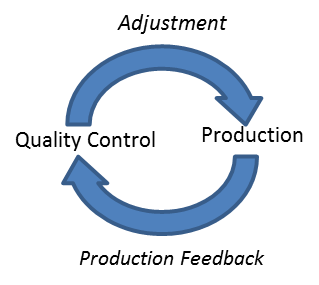 Adjustment
Quality Control
Production
Production Feedback